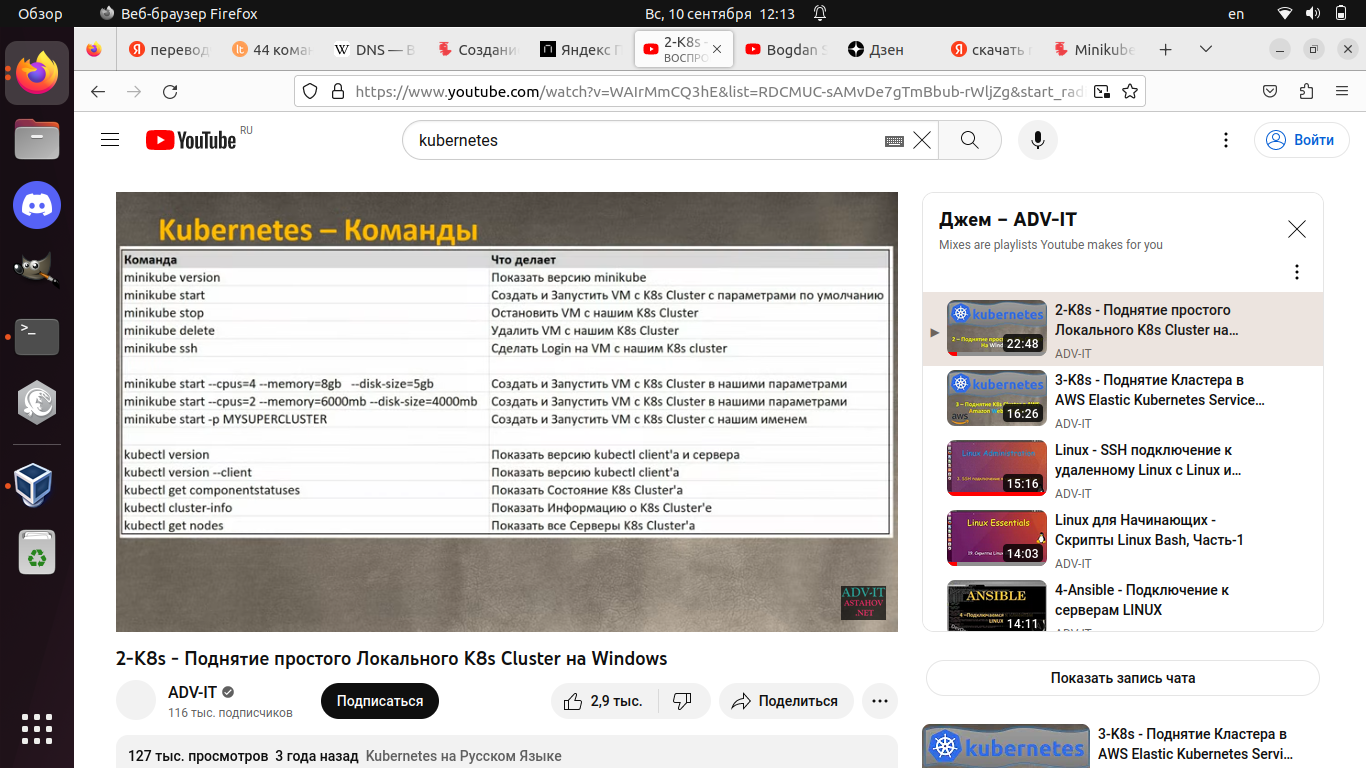 Обзор
Веб-браузер Firefox
Вс, 10 сентября 12:13
en
перевод
44 коман
DNS — В
Создани
Яндекс П
2-K8s -
ВОСПРО
Bogdan S
Дзен
скачать
Minikube
https://www.youtube.com/watch?v=WAIrMmCQ3hE&list=RDCMUC-sAMvDe7gTmBbub-rWljZg&start_radi
YouTube RU
kubernetes
Войти
Kubernetes – Команды
Команда Что делает
minikube version Показать версию minikube
minikube start Создать и Запустить VM с K8s Cluster с параметрами по умолчанию
minikube stop Остановить VM с нашим K8s Cluster
minikube delete Удалить VM с нашим K8s Cluster
minikube ssh Сделать Login на VM с нашим K8s cluster
minikube start --cpus=4 --memory=8gb --disk-size=5gb Создать и Запустить VM с K8s Cluster в нашими параметрами
minikube start --cpus=2 --memory=6000mb --disk-size=4000mb Создать и Запустить VM с K8s Cluster в нашими параметрами
minikube start -p MYSUPERCLUSTER Создать и Запустить VM с K8s Cluster с нашим именем
kubectl version Показать версию kubectl client'a и сервера
kubectl version --client Показать версию kubectl client'a
kubectl get componentstatuses Показать Состояние K8s Cluster'a
kubectl cluster-info Показать Информацию о K8s Cluster'e
kubectl get nodes Показать все Серверы K8s Cluster'a
ADV-IT
ASTAHOV
.NET
2-K8s - Поднятие простого Локального K8s Cluster на Windows
ADV-IT
116 тыс. подписчиков
Подписаться
2,9 тыс.
Поделиться
127 тыс. просмотров 3 года назад Kubernetes на Русском Языке
Джем – ADV-IT
Mixes are playlists Youtube makes for you
kubernetes
22:48
2-K8s - Поднятие простого
Локального K8s Cluster на...
ADV-IT
kubernetes
aws
16:26
3-K8s - Поднятие Кластера в
AWS Elastic Kubernetes Service...
ADV-IT
Linux Administration
15:16
Linux - SSH подключение к
удаленному Linux с Linux и...
ADV-IT
Linux Essentials
14:03
Linux для Начинающих -
Скрипты Linux Bash, Часть-1
ADV-IT
ANSIBLE
14:11
4-Ansible - Подключение к
серверам LINUX
ADV-IT
Показать запись чата
kubernetes
3-K8s - Поднятие Кластера в
AWS Elastic Kubernetes Servi...